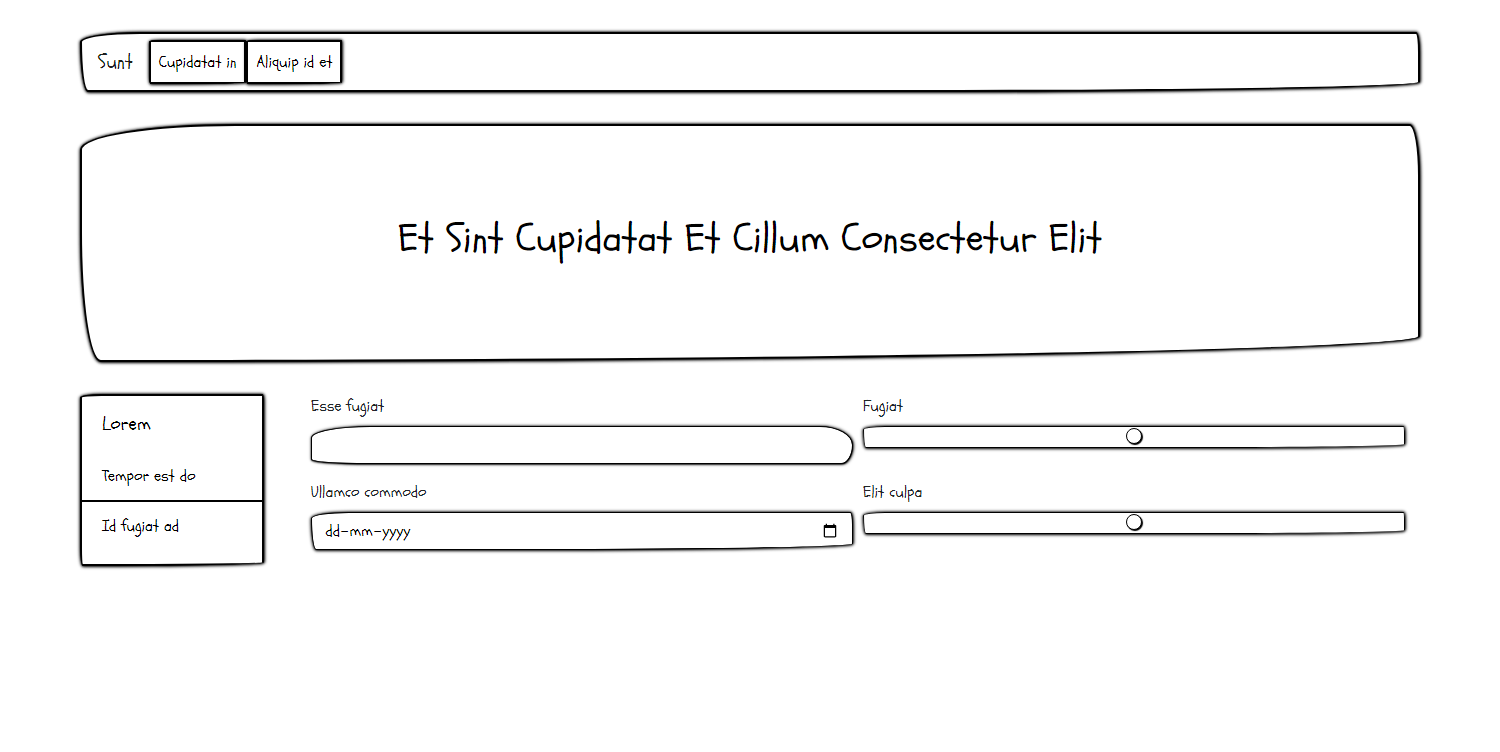 Sunt Cupidatat in Aliquip id et
Et Sint Cupidatat Et Cillum Consectetur Elit
Lorem
Tempor est do
Id fugiat ad
Esse fugiat
Fugiat
Ullamco commodo
dd-mm-yyyy
Elit culpa